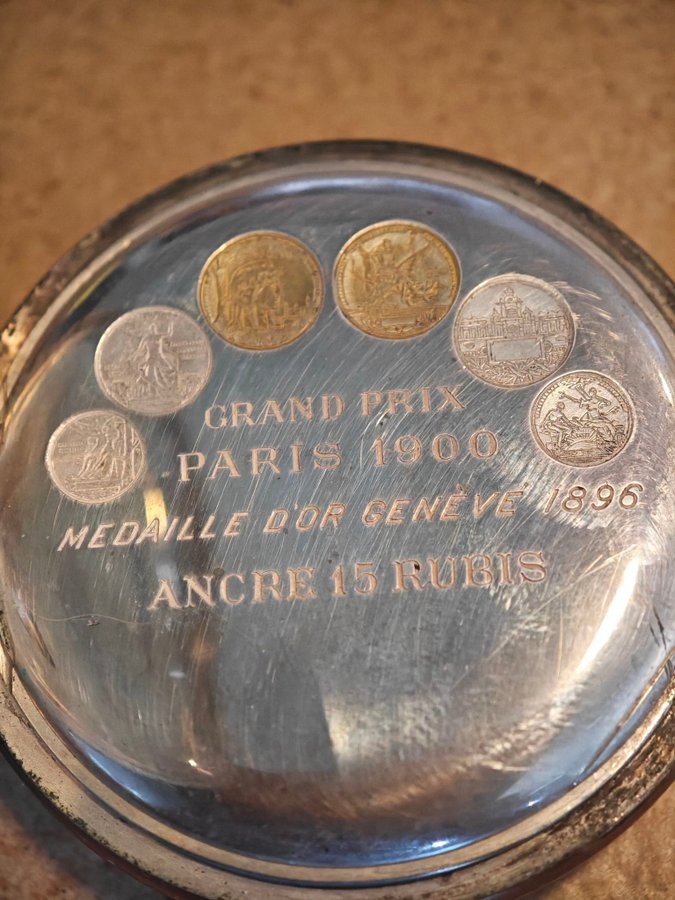 GRAND PRIX
PARIS 1900
MEDAILLE D'OR GENÈVE 1896
ANCRE 15 RUBIS